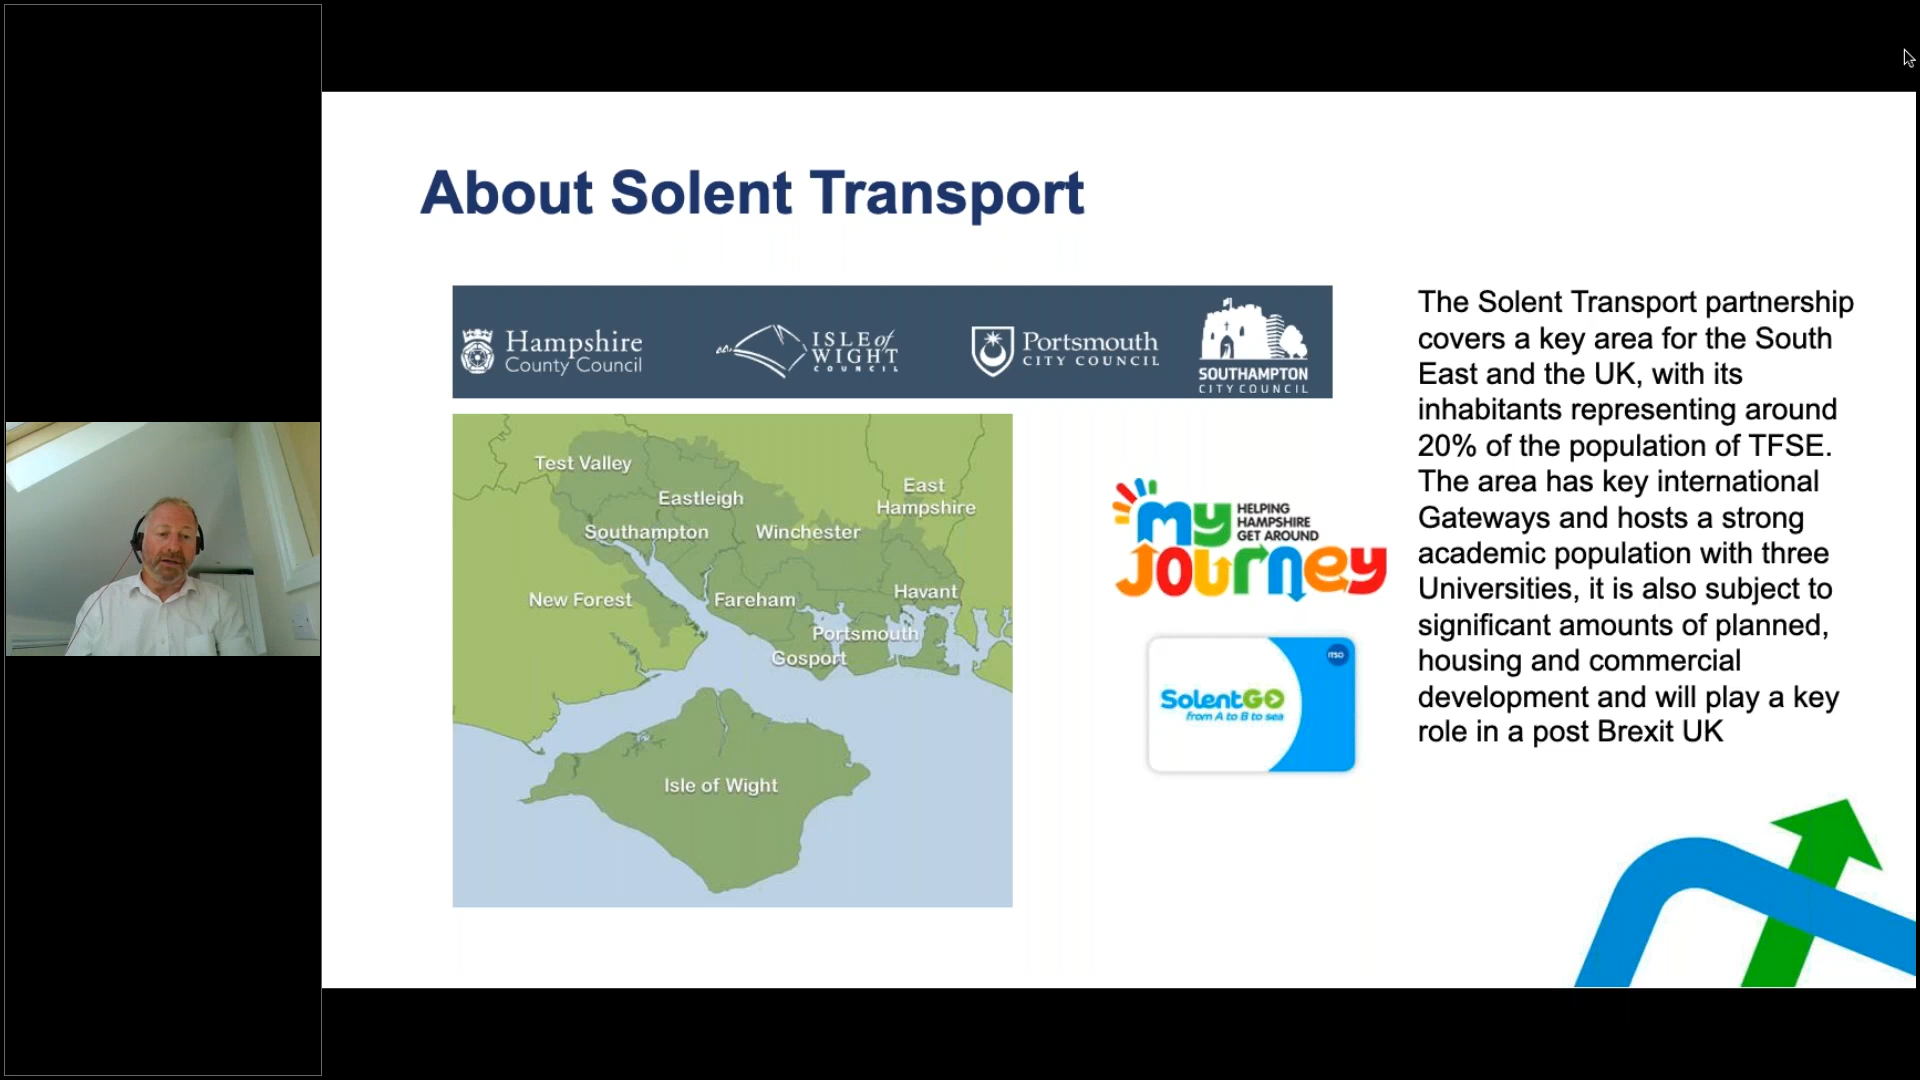 About Solent Transport
Hampshire
County Council
ISLE of
WIGHT
COUNCIL
Portsmouth
CITY COUNCIL
SOUTHAMPTON
CITY COUNCIL
Test Valley
Eastleigh
East
Hampshire
Southampton
Winchester
New Forest
Fareham
Havant
Portsmouth
Gosport
Isle of Wight
my
HELPING
HAMPSHIRE
GET AROUND
JOURNEY
ITSO
SolentGO
from A to B to sea
The Solent Transport partnership
covers a key area for the South
East and the UK, with its
inhabitants representing around
20% of the population of TFSE.
The area has key international
Gateways and hosts a strong
academic population with three
Universities, it is also subject to
significant amounts of planned,
housing and commercial
development and will play a key
role in a post Brexit UK